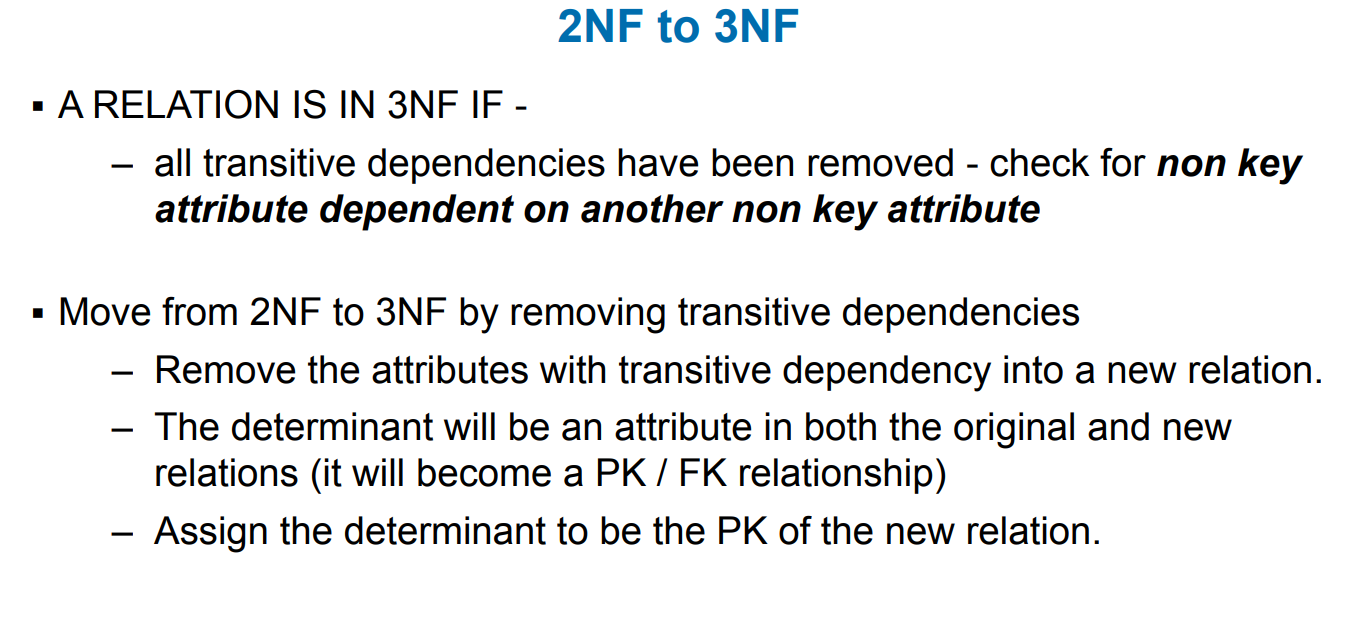 2NF to 3NF
▪ A RELATION IS IN 3NF IF -
– all transitive dependencies have been removed - check for non key
attribute dependent on another non key attribute
▪ Move from 2NF to 3NF by removing transitive dependencies
– Remove the attributes with transitive dependency into a new relation.
– The determinant will be an attribute in both the original and new
relations (it will become a PK / FK relationship)
– Assign the determinant to be the PK of the new relation.